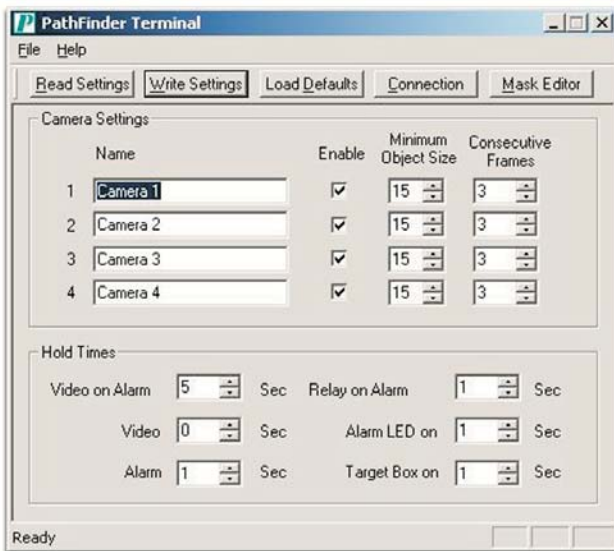 PathFinder Terminal
File Help
Read Settings Write Settings Load Defaults Connection Mask Editor
Camera Settings
Name Enable Minimum Object Size Consecutive Frames
1 Camera 1 15 3
2 Camera 2 15 3
3 Camera 3 15 3
4 Camera 4 15 3
Hold Times
Video on Alarm 5 Sec Relay on Alarm 1 Sec
Video 0 Sec Alarm LED on 1 Sec
Alarm 1 Sec Target Box on 1 Sec
Ready